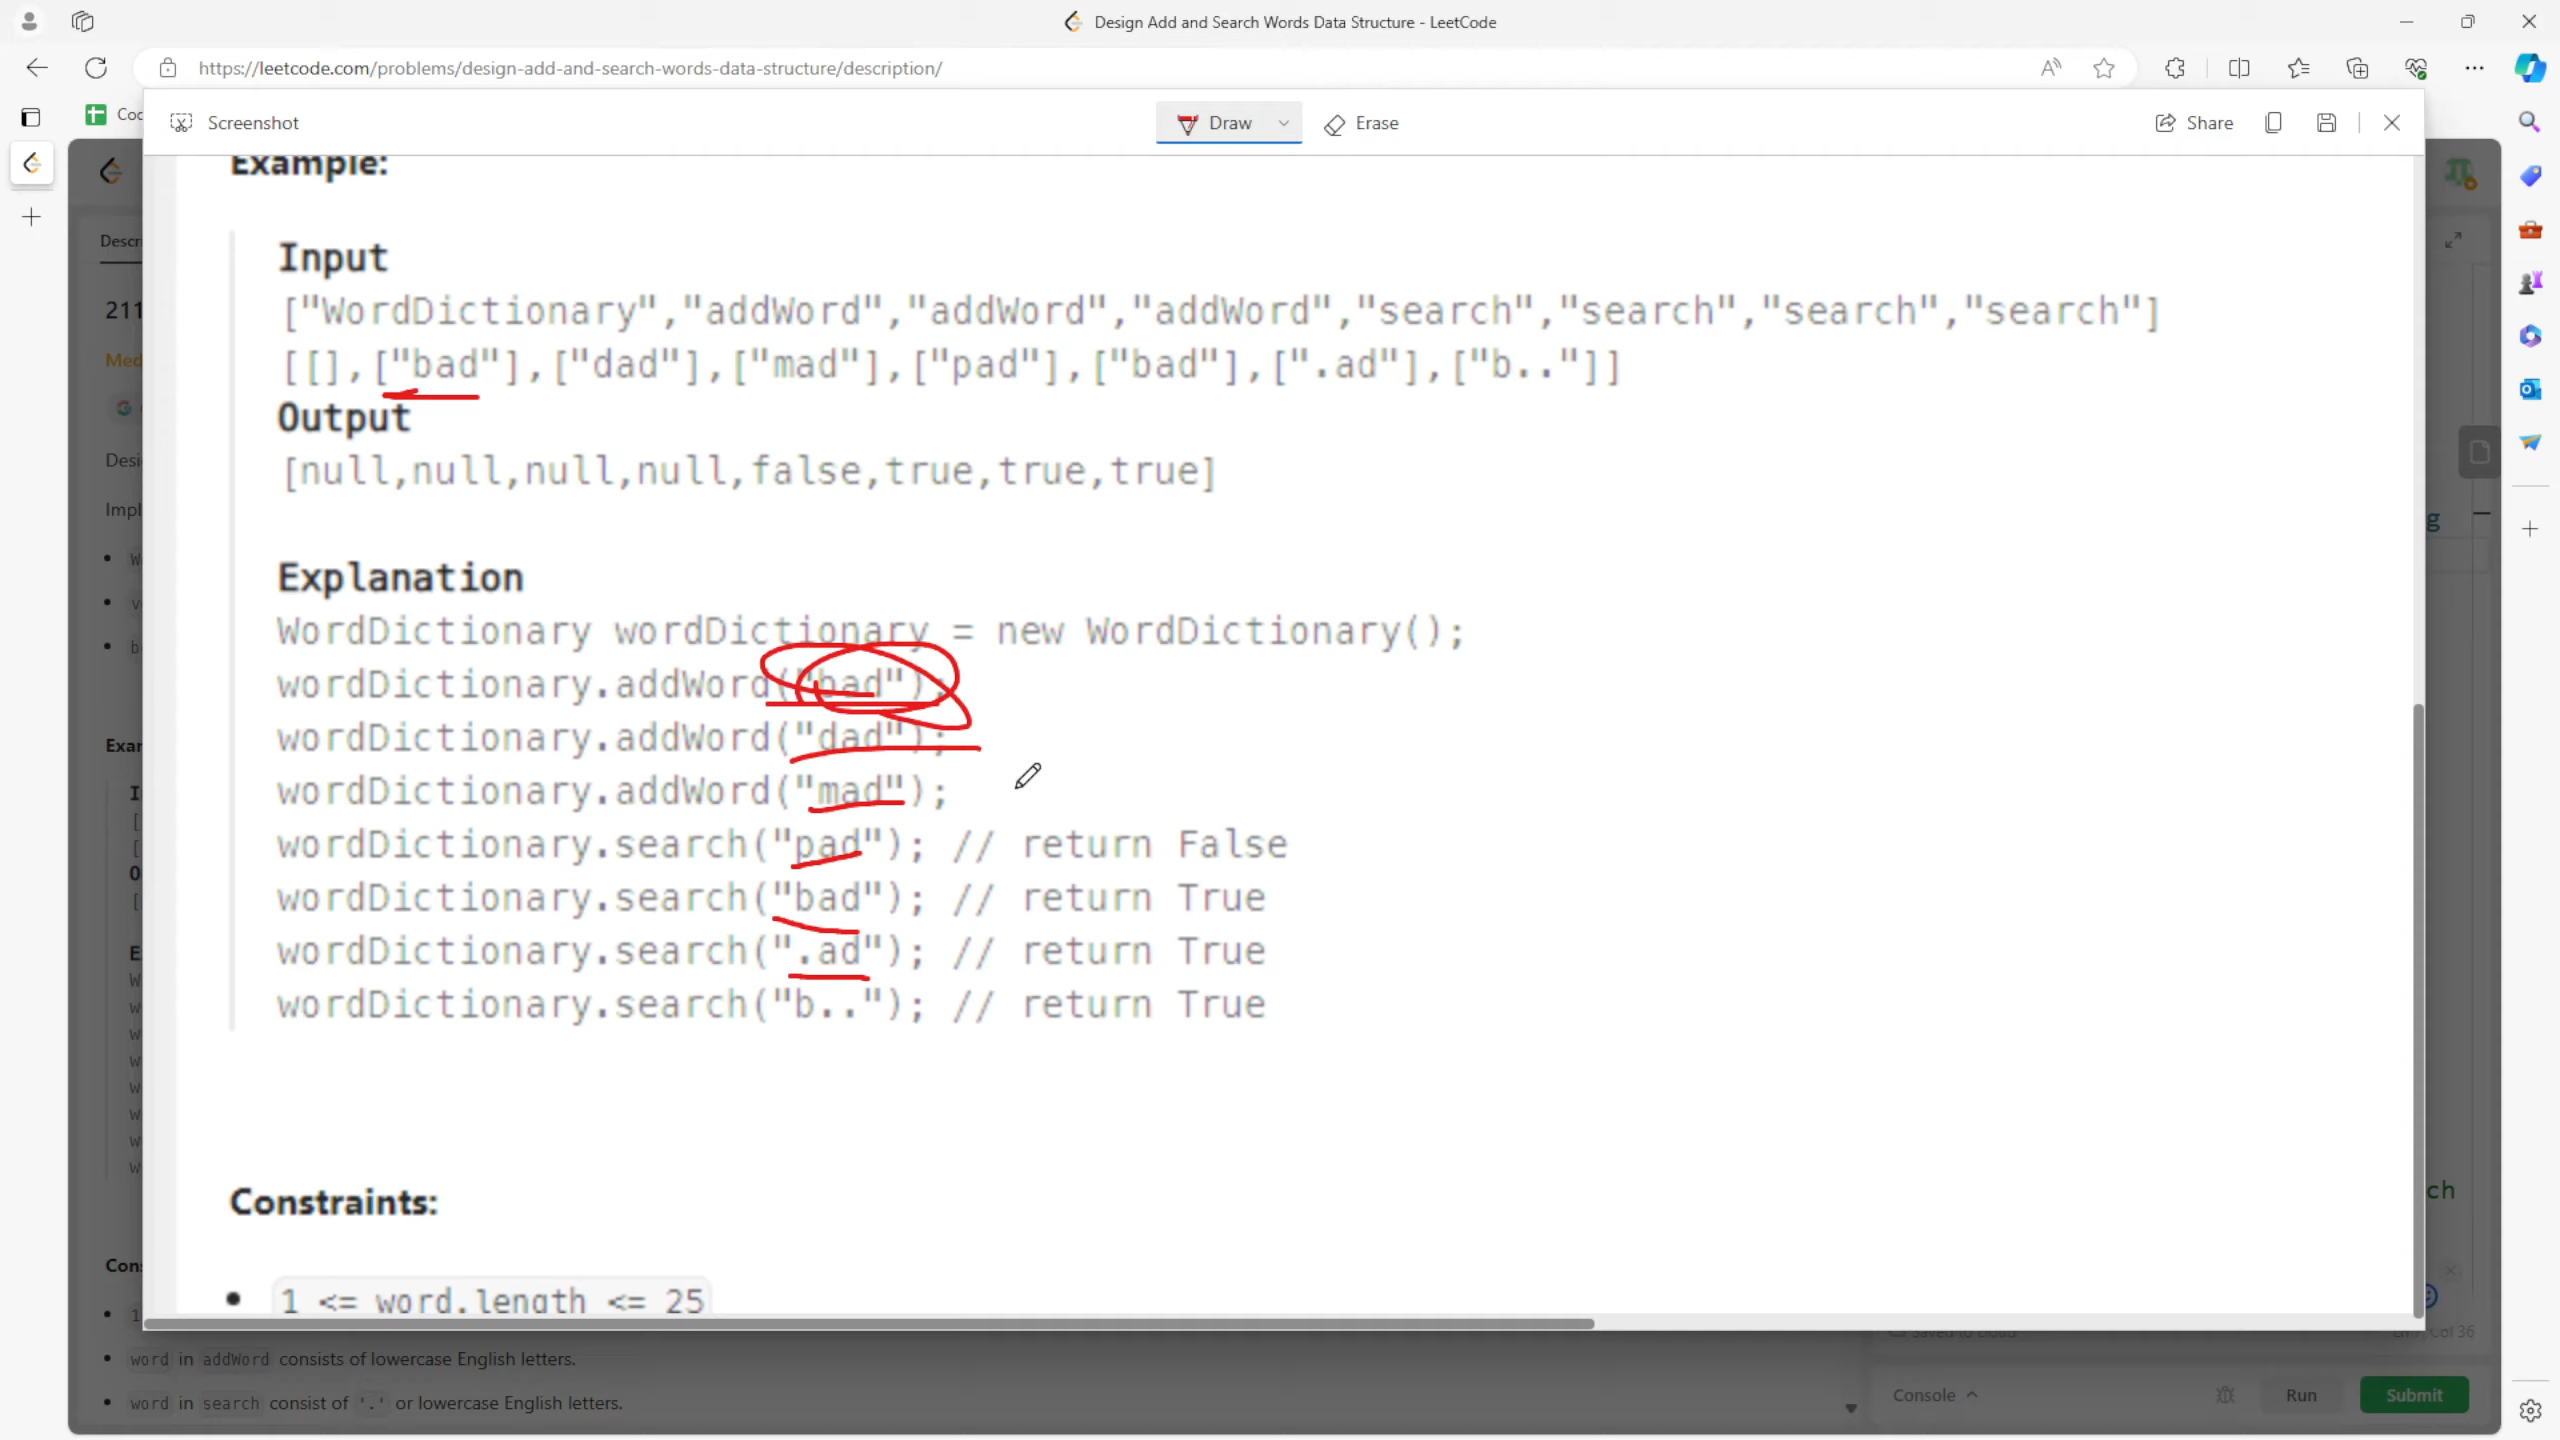 Design Add and Search Words Data Structure - LeetCode
https://leetcode.com/problems/design-add-and-search-words-data-structure/description/
Screenshot
Draw
Erase
Share
Example:
Input
["WordDictionary","addWord","addWord","addWord","search","search","search","search"]
[[],["bad"],["dad"],["mad"],["pad"],["bad"],[".ad"],["b.."]]
Output
[null,null,null,null,false,true,true,true]
Explanation
WordDictionary wordDictionary = new WordDictionary();
wordDictionary.addWord("bad");
wordDictionary.addWord("dad");
wordDictionary.addWord("mad");
wordDictionary.search("pad"); // return False
wordDictionary.search("bad"); // return True
wordDictionary.search(".ad"); // return True
wordDictionary.search("b.."); // return True
Constraints:
1 <= word.length <= 25
211
word in addWord consists of lowercase English letters.
word in search consist of '.' or lowercase English letters.
Console
Run
Submit